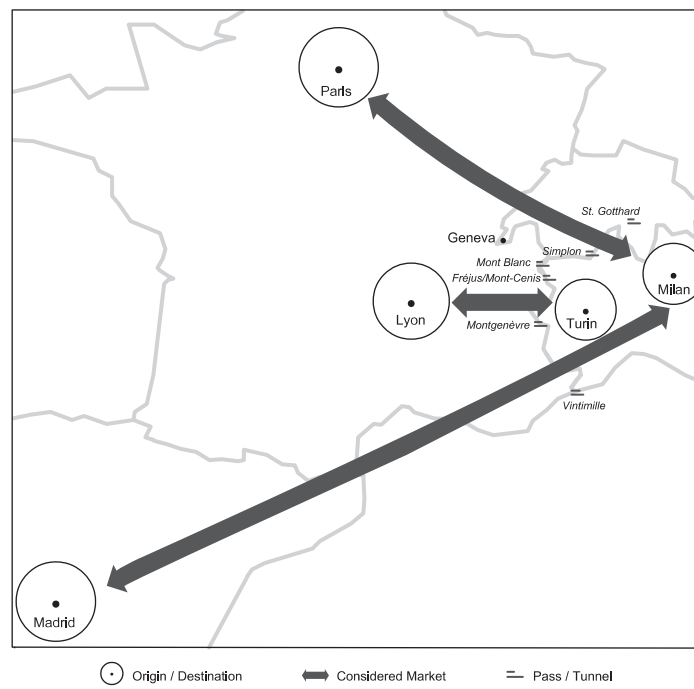 Paris
St. Gotthard
Geneva
Simplon
Mont Blanc
Fréjus/Mont-Cenis
Milan
Lyon
Montgenèvre
Turin
Vintimille
Madrid
Origin / Destination
Considered Market
Pass / Tunnel